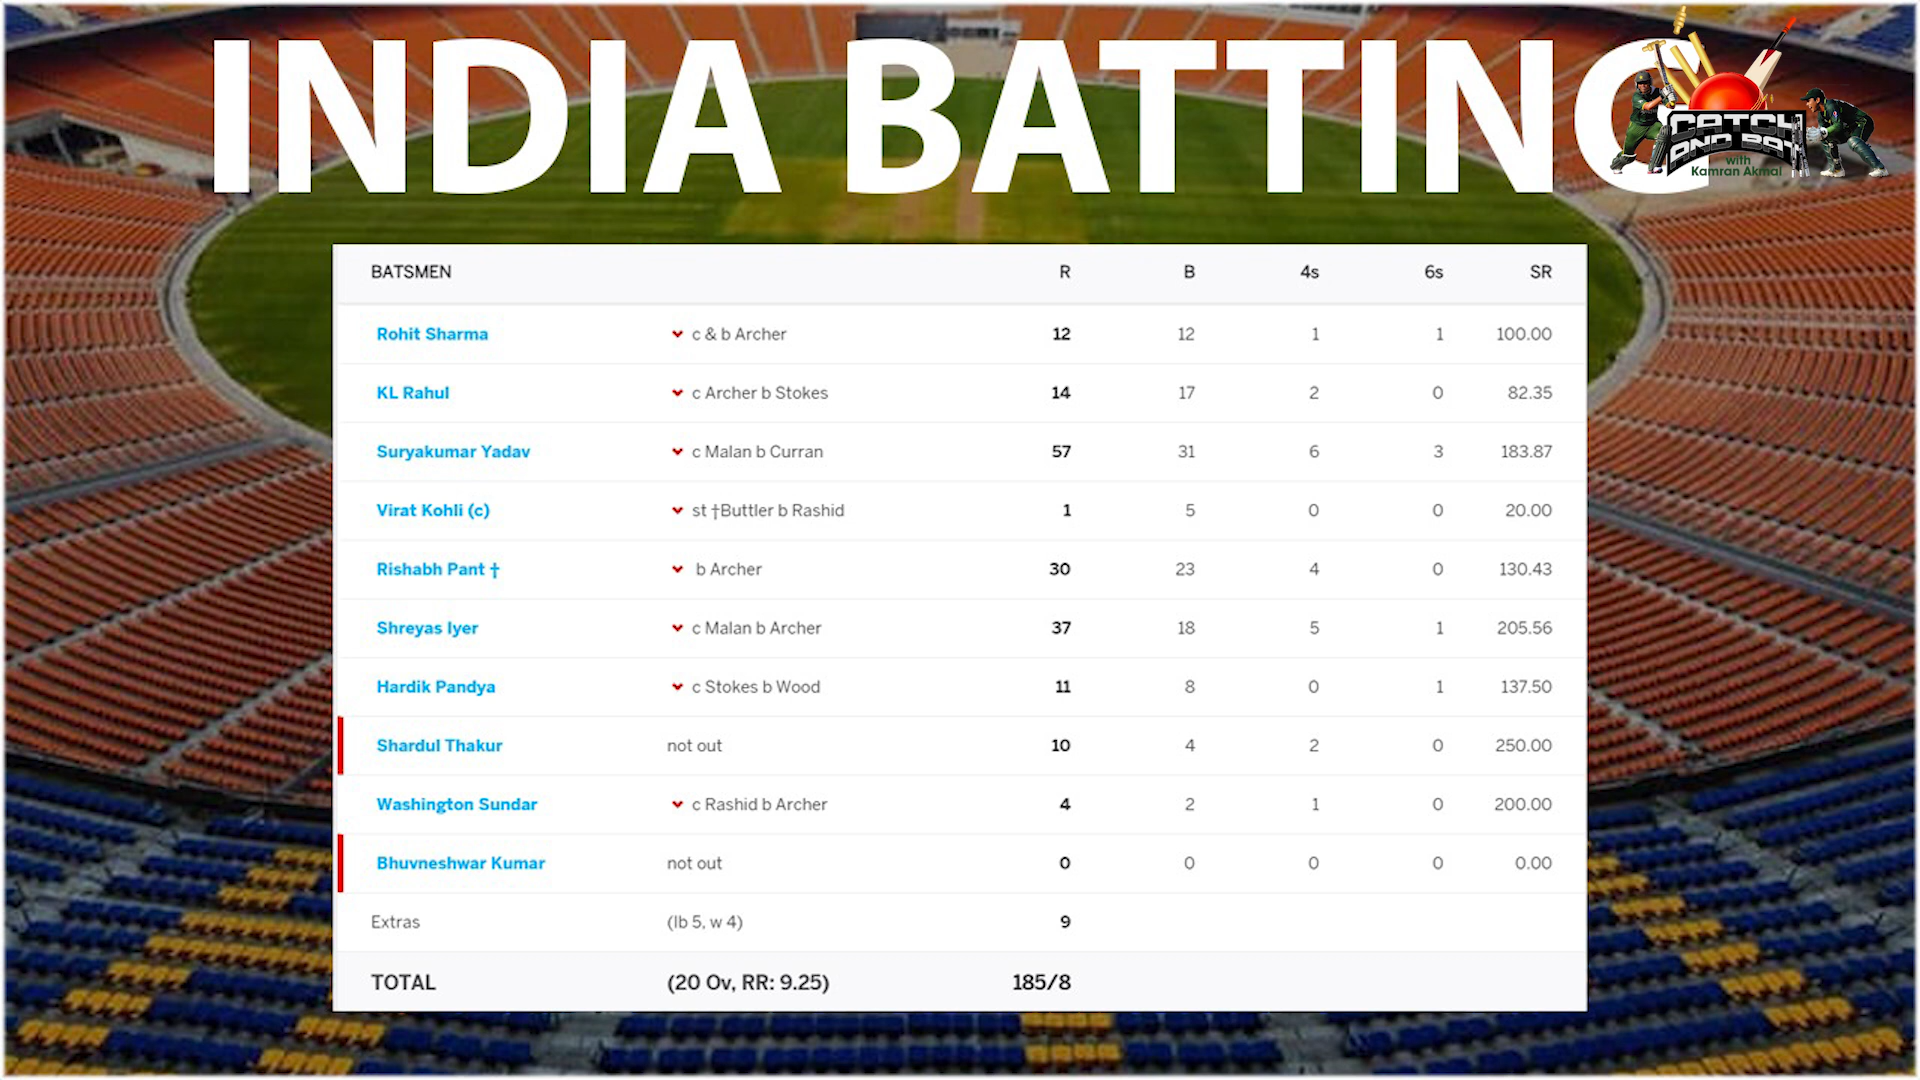 INDIA BATTING
CATCH
AND BAT
with
Kamran Akmal
BATSMEN R B 4s 6s SR
Rohit Sharma c & b Archer 12 12 1 1 100.00
KL Rahul c Archer b Stokes 14 17 2 0 82.35
Suryakumar Yadav c Malan b Curran 57 31 6 3 183.87
Virat Kohli (c) st †Buttler b Rashid 1 5 0 0 20.00
Rishabh Pant † b Archer 30 23 4 0 130.43
Shreyas Iyer c Malan b Archer 37 18 5 1 205.56
Hardik Pandya c Stokes b Wood 11 8 0 1 137.50
Shardul Thakur not out 10 4 2 0 250.00
Washington Sundar c Rashid b Archer 4 2 1 0 200.00
Bhuvneshwar Kumar not out 0 0 0 0 0.00
Extras (lb 5, w 4) 9
TOTAL (20 Ov, RR: 9.25) 185/8